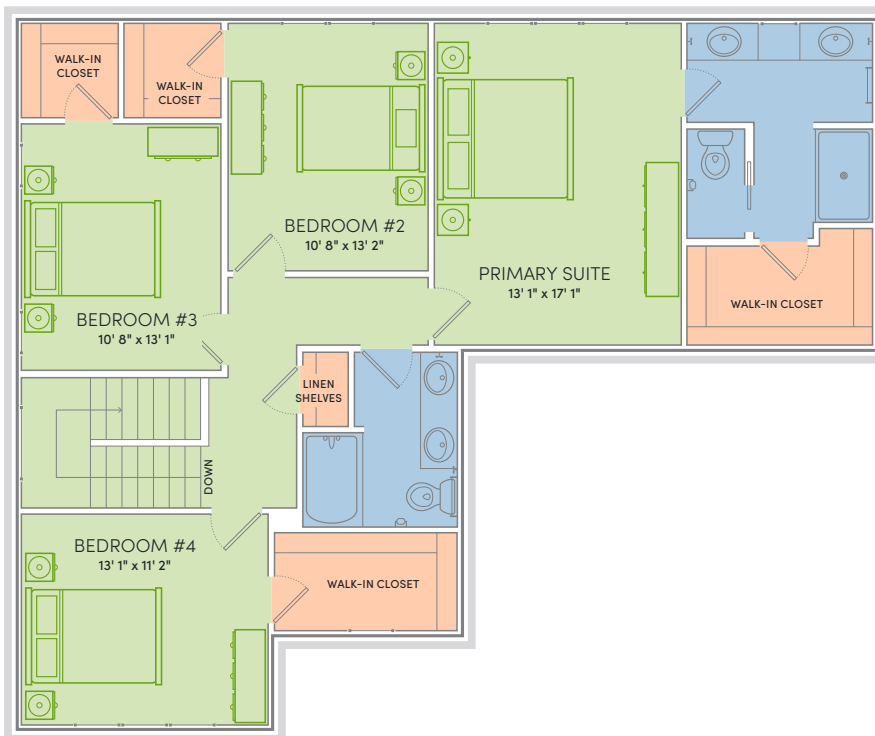 WALK-IN
CLOSET
WALK-IN
CLOSET
BEDROOM #2
10' 8" x 13' 2"
PRIMARY SUITE
13' 1" x 17' 1"
WALK-IN CLOSET
BEDROOM #3
10' 8" x 13' 1"
LINEN
SHELVES
DOWN
BEDROOM #4
13' 1" x 11' 2"
WALK-IN CLOSET